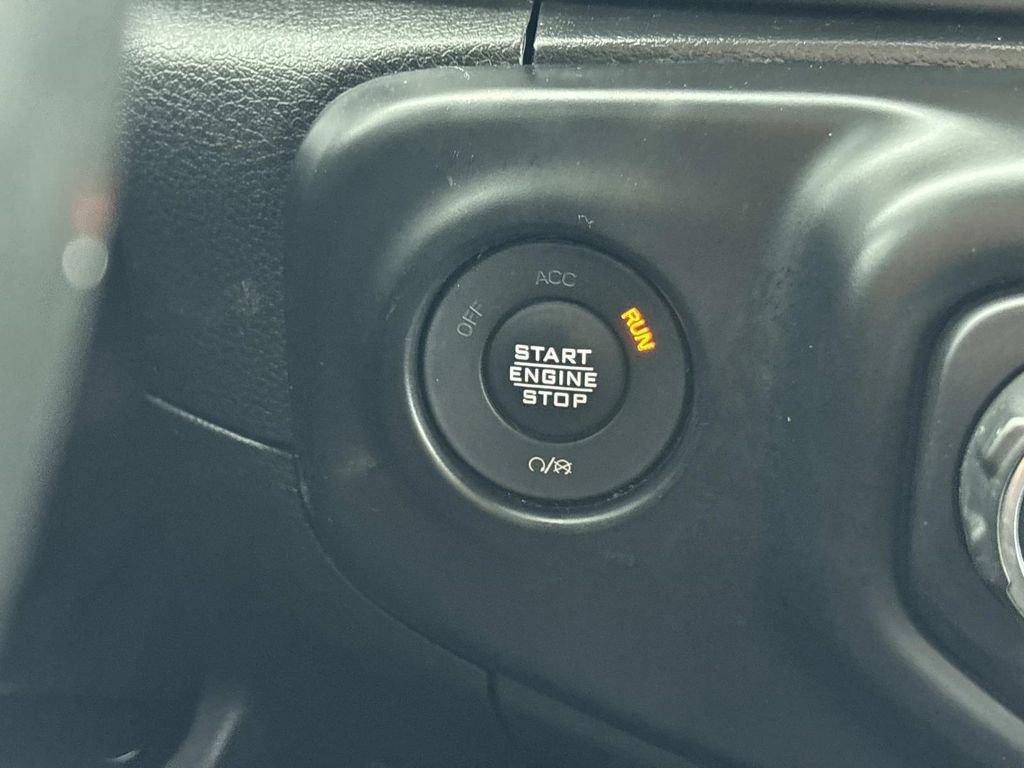 ACC
OFF
RUN
START
ENGINE
STOP